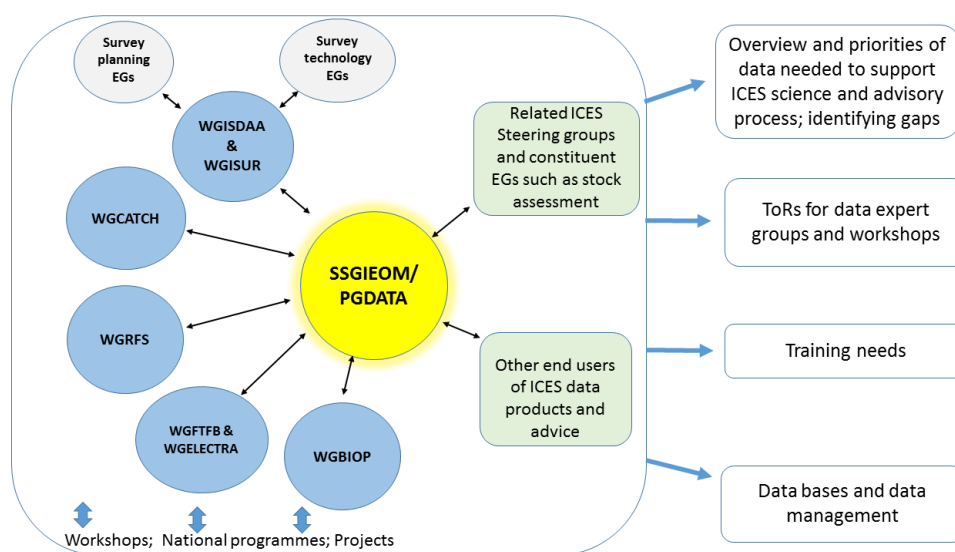 Survey
planning
EGs
Survey
technology
EGs
WGISDAA
&
WGISUR
WGCATCH
WGRFS
WGFTFB &
WGELECTRA
WGBIOP
SSGIEOM/
PGDATA
Related ICES
Steering groups
and constituent
EGs such as stock
assessment
Other end users
of ICES data
products and
advice
Workshops; National programmes; Projects
Overview and priorities of
data needed to support
ICES science and advisory
process; identifying gaps
ToRs for data expert
groups and workshops
Training needs
Data bases and data
management